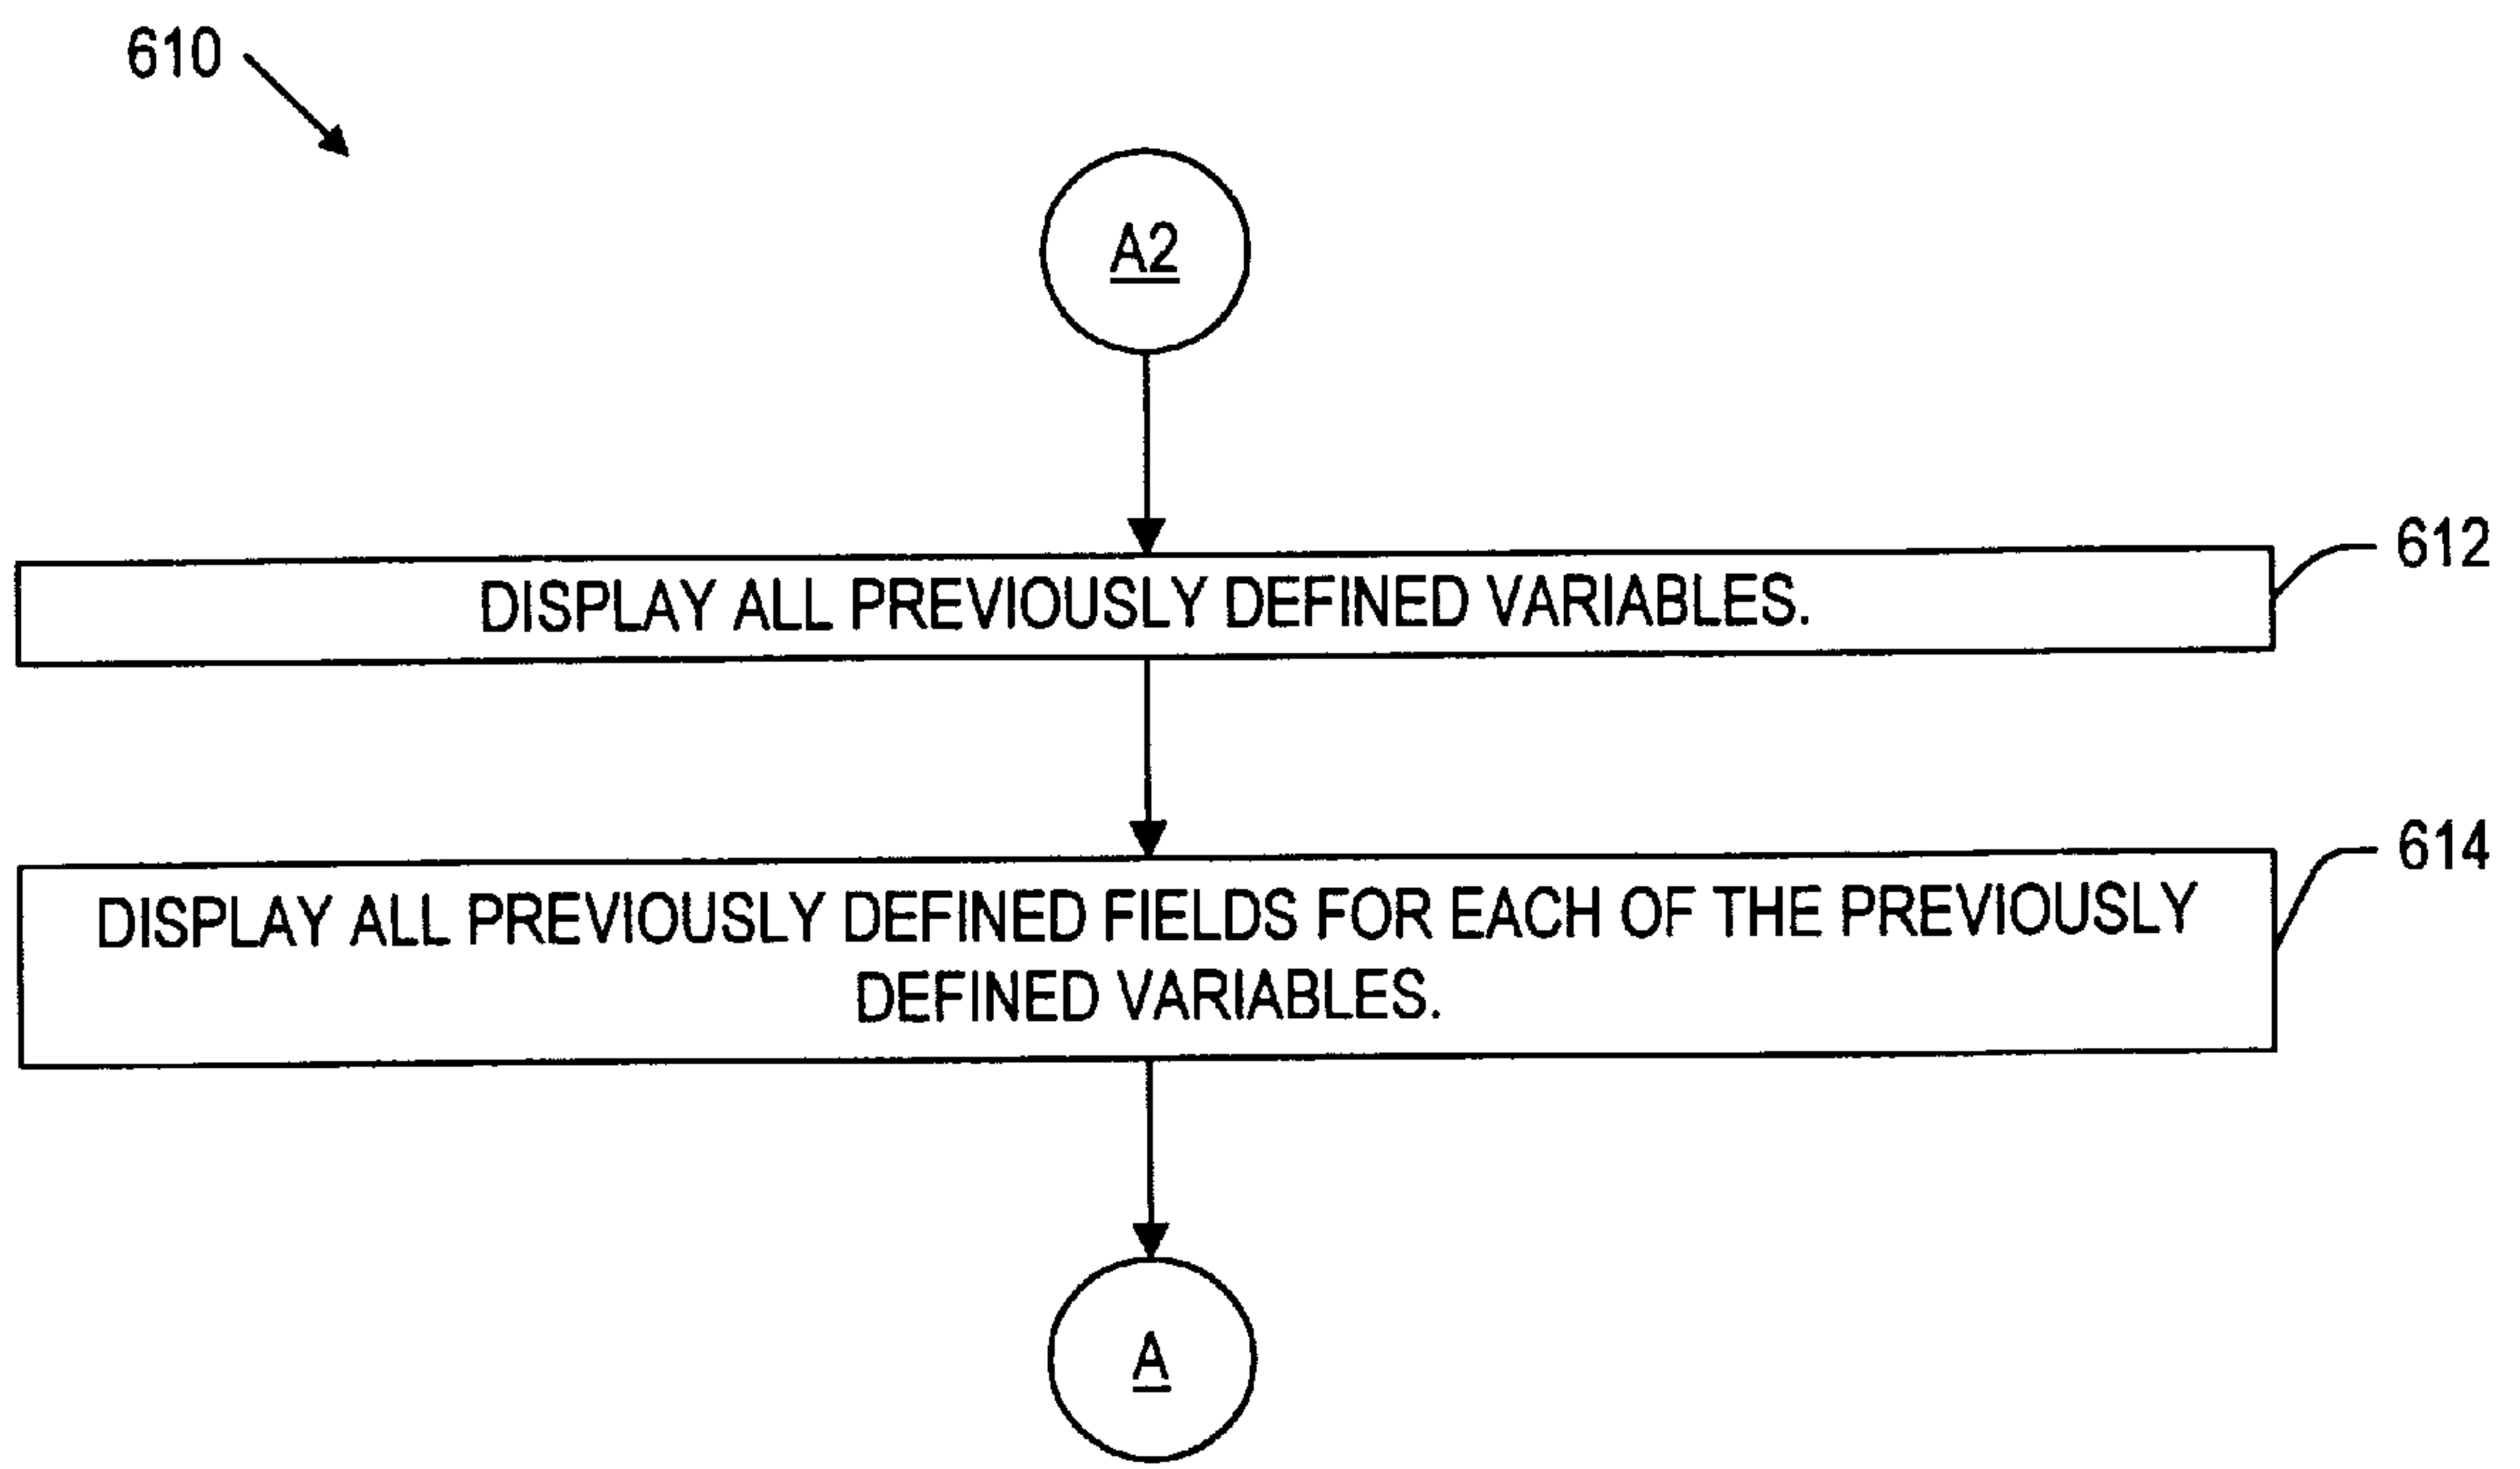 610
A2
612
DISPLAY ALL PREVIOUSLY DEFINED VARIABLES.
614
DISPLAY ALL PREVIOUSLY DEFINED FIELDS FOR EACH OF THE PREVIOUSLY
DEFINED VARIABLES.
A